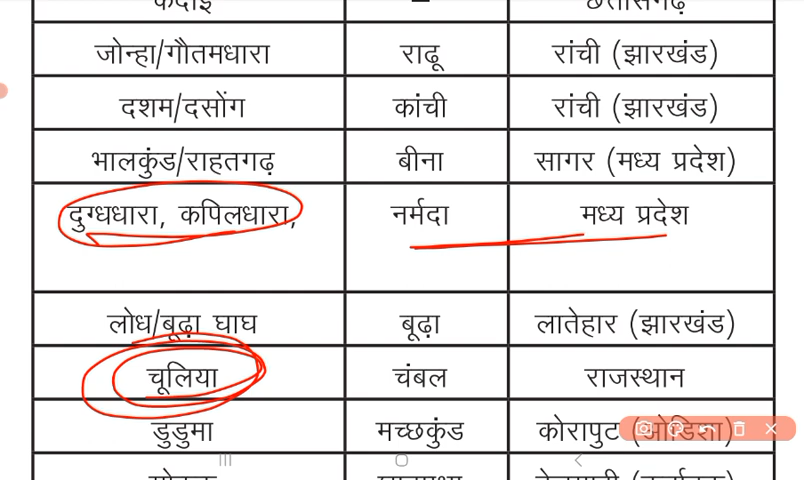 जोन्हा/गौतमधारा राढू रांची (झारखंड)
दशम/दसोंग कांची रांची (झारखंड)
भालकुंड/राहतगढ़ बीना सागर (मध्य प्रदेश)
दुग्धधारा, कपिलधारा, नर्मदा मध्य प्रदेश
लोध/बूढ़ा घाघ बूढ़ा लातेहार (झारखंड)
चूलिया चंबल राजस्थान
डुडुमा मच्छकुंड कोरापुट (ओडिशा)